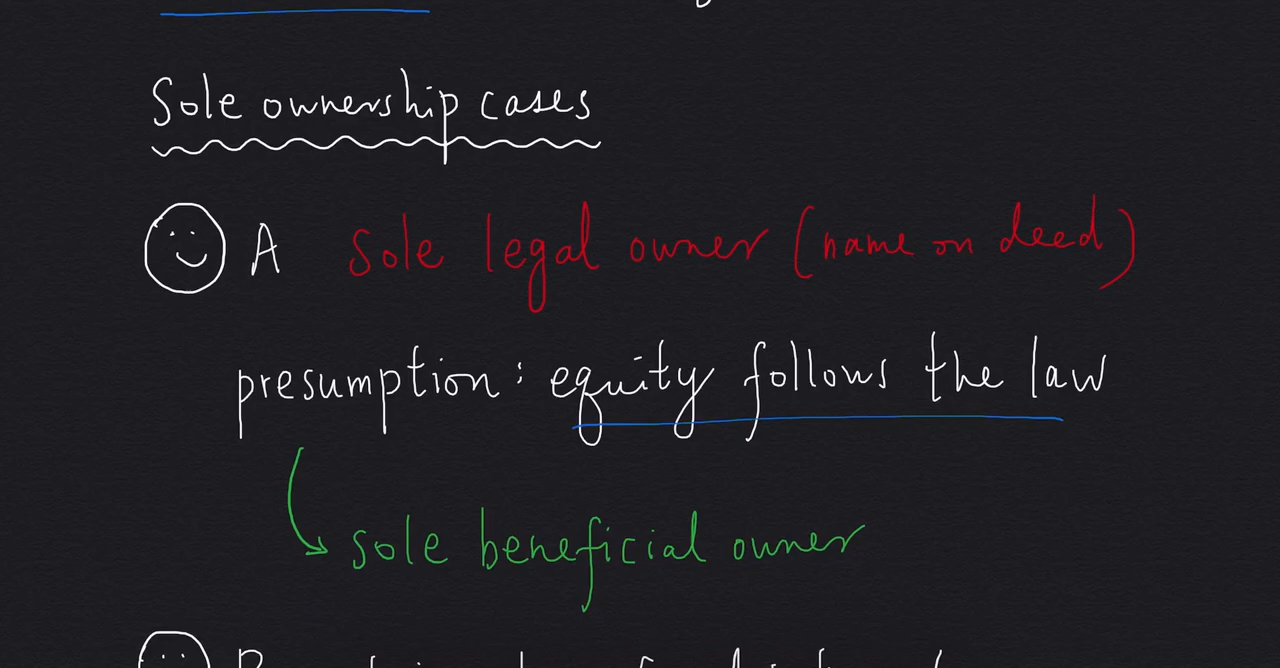 Sole ownership cases
A sole legal owner (name on deed)
presumption: equity follows the law
sole beneficial owner